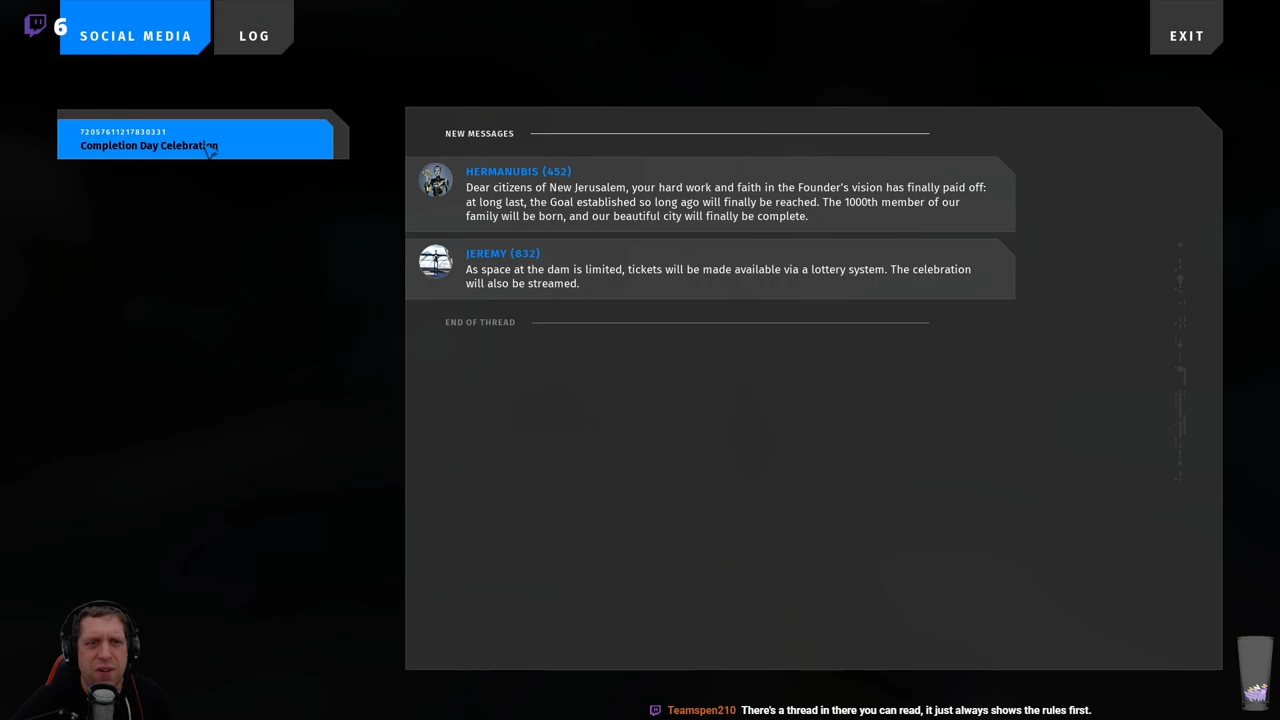 6
SOCIAL MEDIA
LOG
EXIT
72057611217830331
Completion Day Celebration
NEW MESSAGES
HERMANUBIS (452)
Dear citizens of New Jerusalem, your hard work and faith in the Founder's vision has finally paid off:
at long last, the Goal established so long ago will finally be reached. The 1000th member of our
family will be born, and our beautiful city will finally be complete.
JEREMY (832)
As space at the dam is limited, tickets will be made available via a lottery system. The celebration
will also be streamed.
END OF THREAD
Teamspen210 There's a thread in there you can read, it just always shows the rules first.